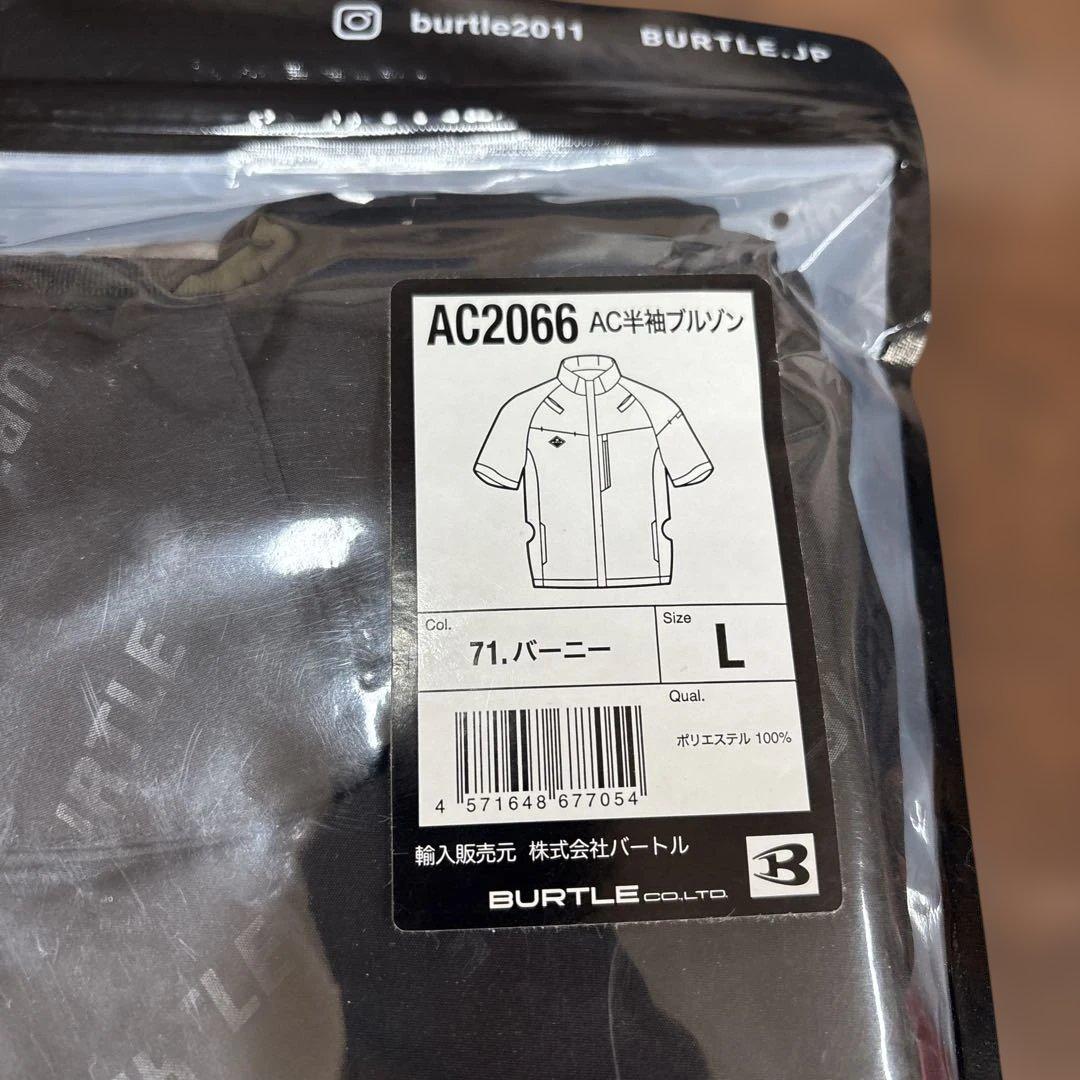 burtle2011 BURTLE.JP
AC2066 AC半袖ブルゾン
Col.
71.バーニー
Size
L
Qual.
ポリエステル 100%
4 571648 677054
輸入販売元 株式会社バートル
BURTLE CO.,LTD.
B
URTLE